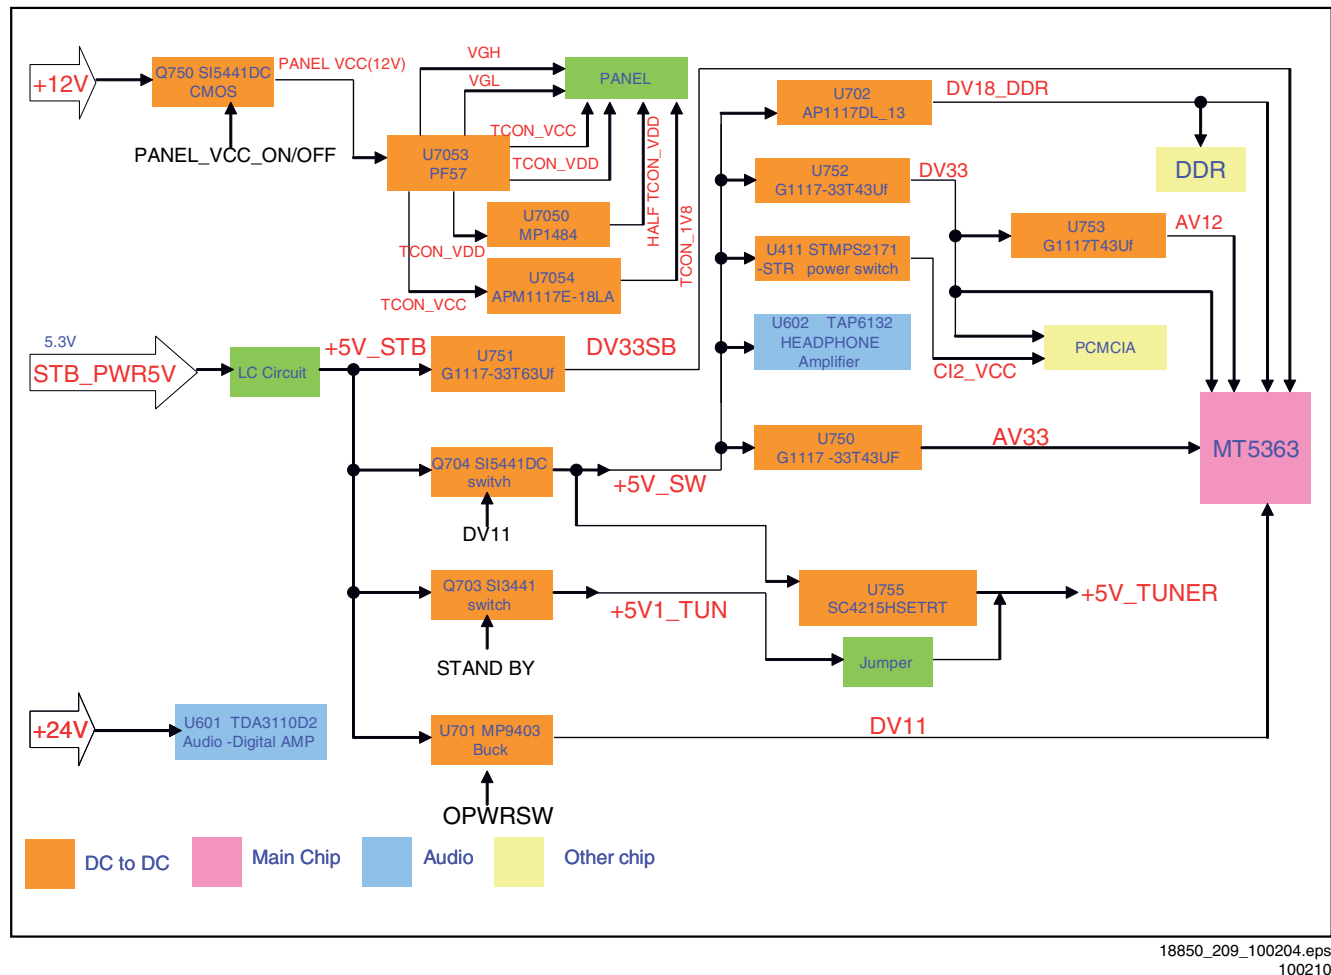 +12V
Q750 SI5441DC
CMOS
PANEL VCC(12V)
PANEL_VCC_ON/OFF
VGH
VGL
PANEL
TCON_VCC
TCON_VDD
U7053
PF57
HALF TCON_VDD
TCON_1V8
U7050
MP1484
TCON_VDD
U7054
APM1117E-18LA
TCON_VCC
U702
AP1117DL_13
DV18_DDR
DDR
U752
G1117-33T43Uf
DV33
U753
G1117T43Uf
AV12
U411 STMPS2171
-STR power switch
U602 TAP6132
HEADPHONE
Amplifier
PCMCIA
CI2_VCC
5.3V
STB_PWR5V
LC Circuit
+5V_STB
U751
G1117-33T63Uf
DV33SB
U750
G1117 -33T43UF
AV33
MT5363
Q704 SI5441DC
switvh
+5V_SW
DV11
Q703 SI3441
switch
+5V1_TUN
STAND BY
U755
SC4215HSETRT
+5V_TUNER
Jumper
+24V
U601 TDA3110D2
Audio -Digital AMP
U701 MP9403
Buck
DV11
OPWRSW
DC to DC
Main Chip
Audio
Other chip
18850_209_100204.eps
100210